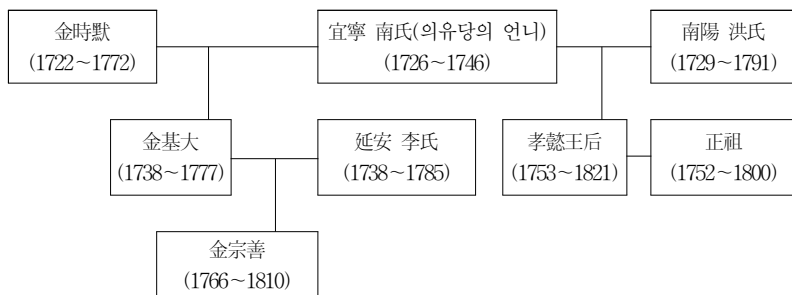 金時默
(1722～1772)
宜寧 南氏(의유당의 언니)
(1726～1746)
南陽 洪氏
(1729～1791)
金基大
(1738～1777)
延安 李氏
(1738～1785)
孝懿王后
(1753～1821)
正祖
(1752～1800)
金宗善
(1766～1810)